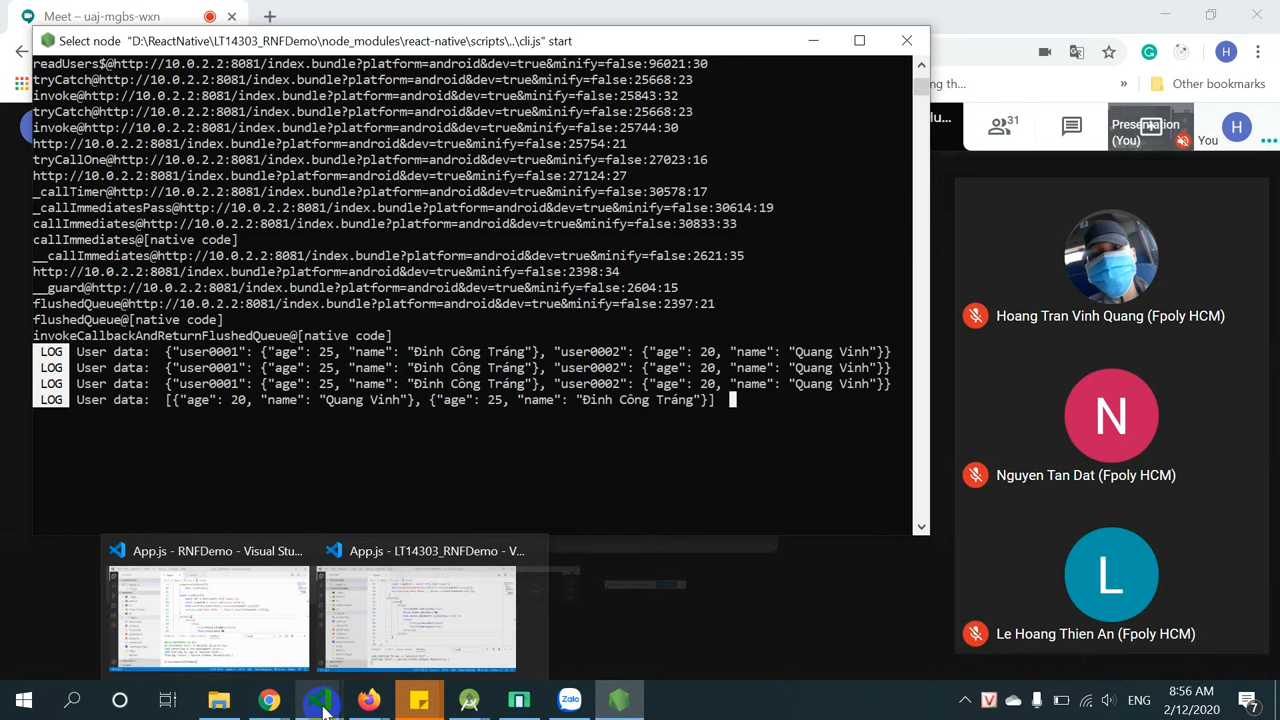 Meet – uaj-mgbs-wxn
Select node "D:\ReactNative\LT14303_RNFDemo\node_modules\react-native\scripts\..\cli.js" start
readUsers$@http://10.0.2.2:8081/index.bundle?platform=android&dev=true&minify=false:96021:30
tryCatch@http://10.0.2.2:8081/index.bundle?platform=android&dev=true&minify=false:25668:23
invoke@http://10.0.2.2:8081/index.bundle?platform=android&dev=true&minify=false:25843:32
tryCatch@http://10.0.2.2:8081/index.bundle?platform=android&dev=true&minify=false:25668:23
invoke@http://10.0.2.2:8081/index.bundle?platform=android&dev=true&minify=false:25744:30
http://10.0.2.2:8081/index.bundle?platform=android&dev=true&minify=false:25754:21
tryCallOne@http://10.0.2.2:8081/index.bundle?platform=android&dev=true&minify=false:27023:16
http://10.0.2.2:8081/index.bundle?platform=android&dev=true&minify=false:27124:27
_callTimer@http://10.0.2.2:8081/index.bundle?platform=android&dev=true&minify=false:30578:17
_callImmediatesPass@http://10.0.2.2:8081/index.bundle?platform=android&dev=true&minify=false:30614:19
callImmediates@http://10.0.2.2:8081/index.bundle?platform=android&dev=true&minify=false:30833:33
callImmediates@[native code]
__callImmediates@http://10.0.2.2:8081/index.bundle?platform=android&dev=true&minify=false:2621:35
http://10.0.2.2:8081/index.bundle?platform=android&dev=true&minify=false:2398:34
__guard@http://10.0.2.2:8081/index.bundle?platform=android&dev=true&minify=false:2604:15
flushedQueue@http://10.0.2.2:8081/index.bundle?platform=android&dev=true&minify=false:2397:21
flushedQueue@[native code]
invokeCallbackAndReturnFlushedQueue@[native code]
LOG User data: {"user0001": {"age": 25, "name": "Đinh Công Tráng"}, "user0002": {"age": 20, "name": "Quang Vinh"}}
LOG User data: {"user0001": {"age": 25, "name": "Đinh Công Tráng"}, "user0002": {"age": 20, "name": "Quang Vinh"}}
LOG User data: {"user0001": {"age": 25, "name": "Đinh Công Tráng"}, "user0002": {"age": 20, "name": "Quang Vinh"}}
LOG User data: [{"age": 20, "name": "Quang Vinh"}, {"age": 25, "name": "Đinh Công Tráng"}]
H
ng th...
»
Other bookmarks
lu...
31
Presentation
(You)
H
You
Hoang Tran Vinh Quang (Fpoly HCM)
N
Nguyen Tan Dat (Fpoly HCM)
L
App.js - RNFDemo - Visual Stu...
App.js - LT14303_RNFDemo - V...
Zalo
V
8:56 AM
2/12/2020
7